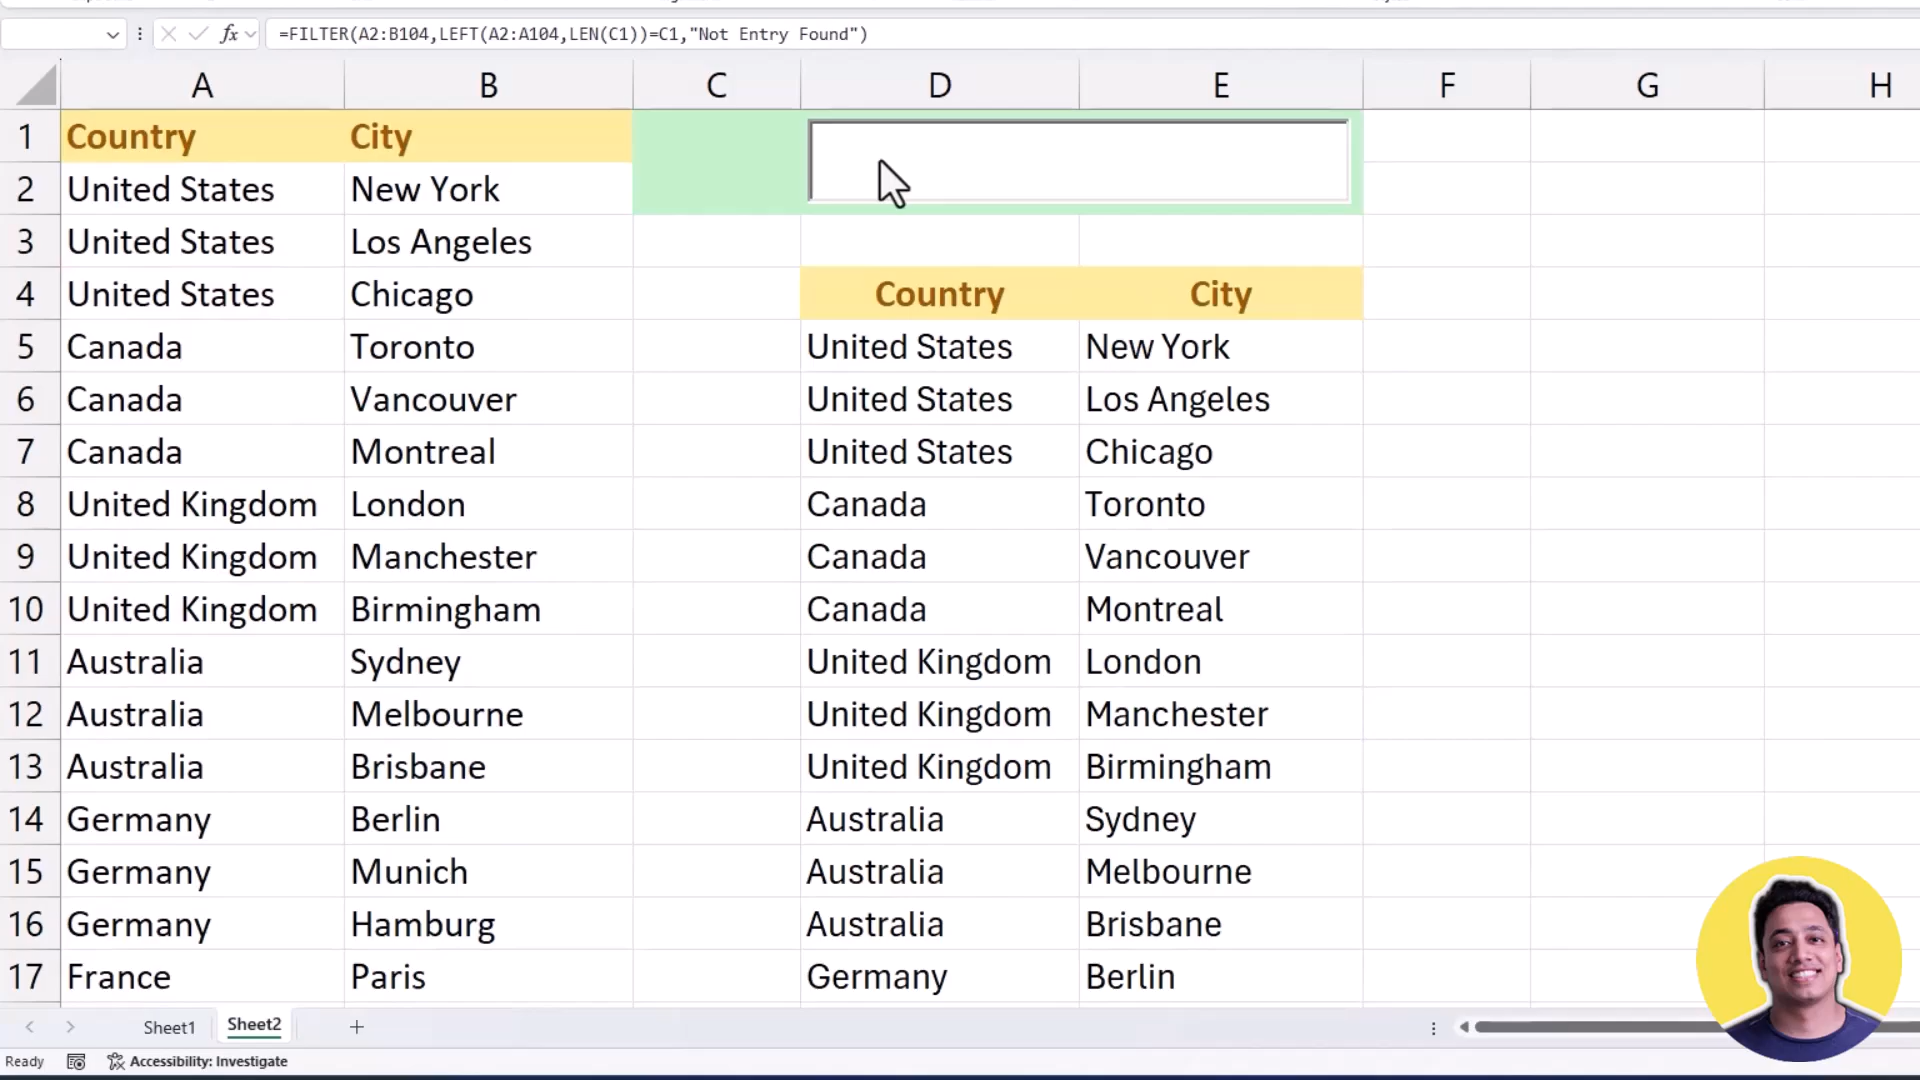 =FILTER(A2:B104,LEFT(A2:A104,LEN(C1))=C1,"Not Entry Found")
A B C D E F G H
1 Country City
2 United States New York
3 United States Los Angeles
4 United States Chicago Country City
5 Canada Toronto United States New York
6 Canada Vancouver United States Los Angeles
7 Canada Montreal United States Chicago
8 United Kingdom London Canada Toronto
9 United Kingdom Manchester Canada Vancouver
10 United Kingdom Birmingham Canada Montreal
11 Australia Sydney United Kingdom London
12 Australia Melbourne United Kingdom Manchester
13 Australia Brisbane United Kingdom Birmingham
14 Germany Berlin Australia Sydney
15 Germany Munich Australia Melbourne
16 Germany Hamburg Australia Brisbane
17 France Paris Germany Berlin
Sheet1 Sheet2
Ready Accessibility: Investigate